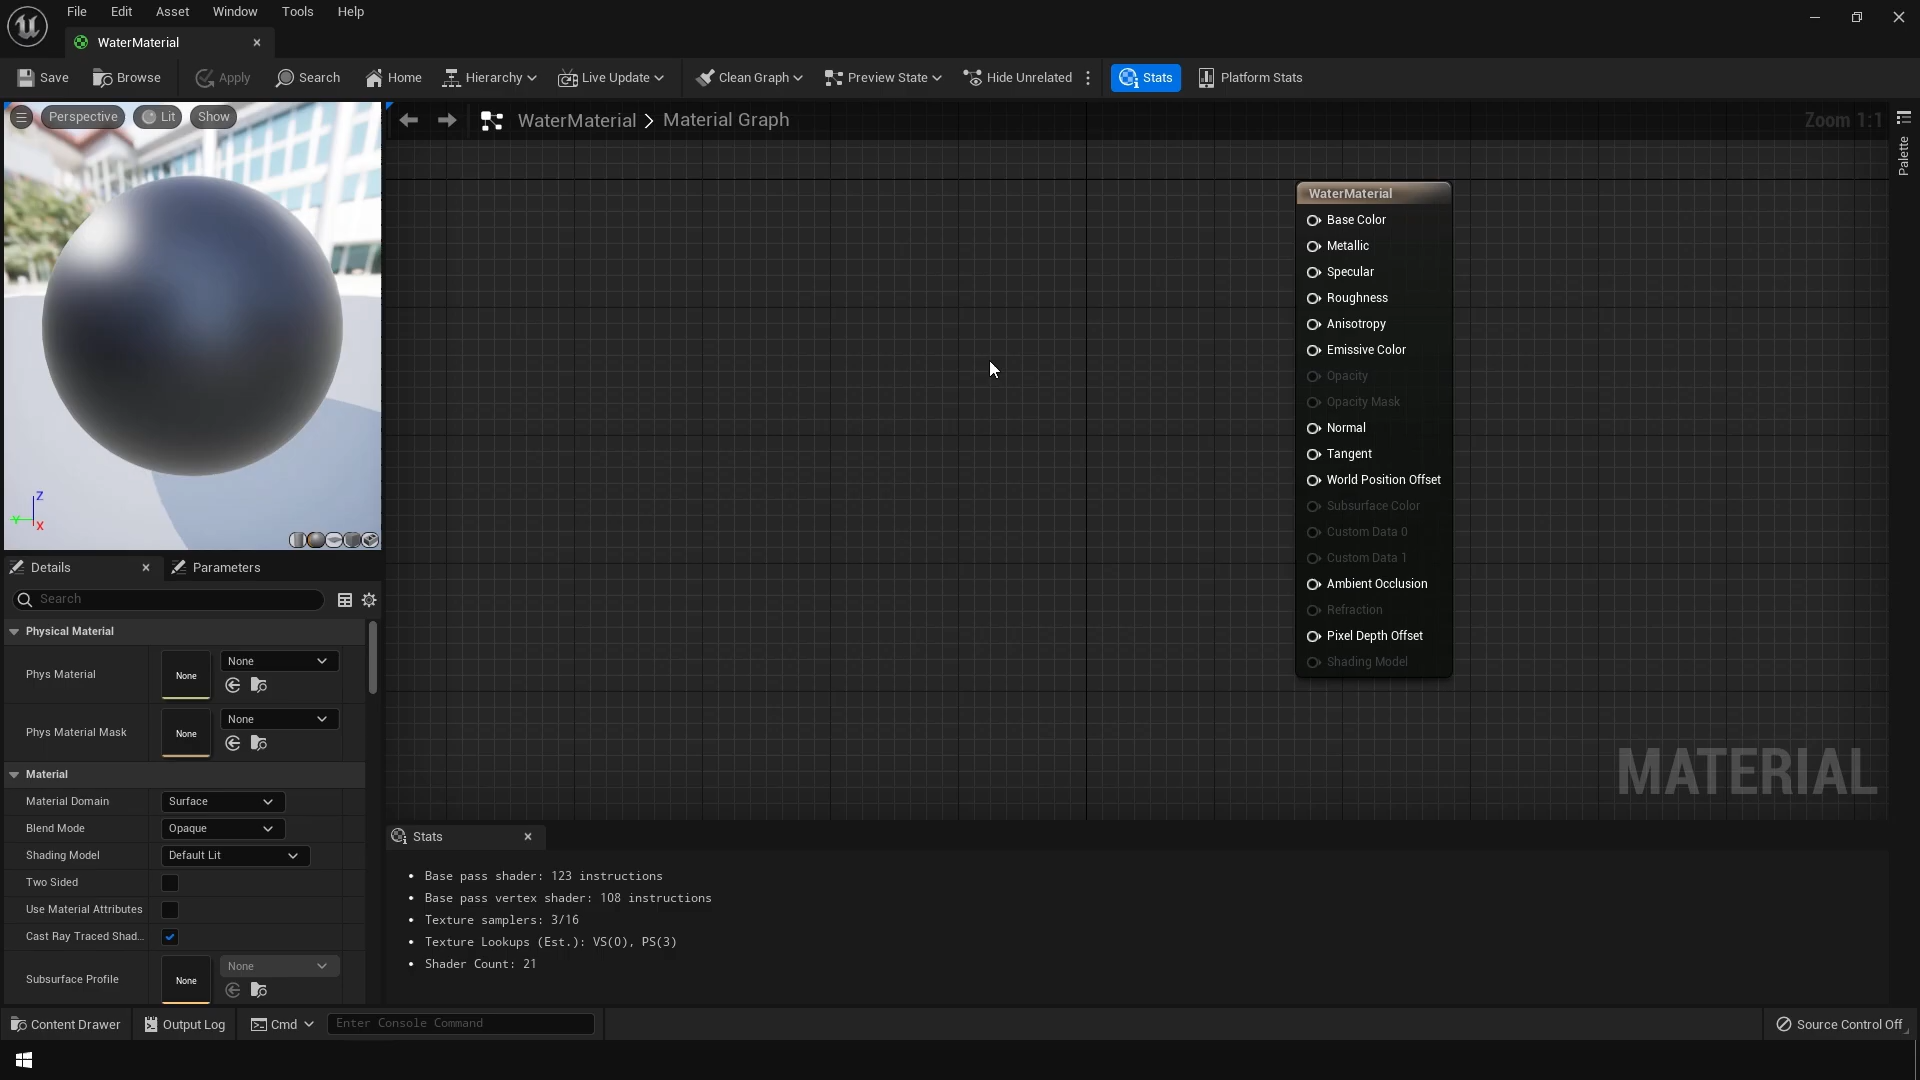 File Edit Asset Window Tools Help
WaterMaterial
Save Browse Apply Search Home Hierarchy Live Update Clean Graph Preview State Hide Unrelated Stats Platform Stats
Perspective Lit Show
WaterMaterial > Material Graph
Zoom 1:1
Palette
WaterMaterial
Base Color
Metallic
Specular
Roughness
Anisotropy
Emissive Color
Opacity
Opacity Mask
Normal
Tangent
World Position Offset
Subsurface Color
Custom Data 0
Custom Data 1
Ambient Occlusion
Refraction
Pixel Depth Offset
Shading Model
MATERIAL
Z
Y
X
Details Parameters
Search
Physical Material
Phys Material None None
Phys Material Mask None None
Material
Material Domain Surface
Blend Mode Opaque
Shading Model Default Lit
Two Sided
Use Material Attributes
Cast Ray Traced Shad...
Subsurface Profile None None
Stats
• Base pass shader: 123 instructions
• Base pass vertex shader: 108 instructions
• Texture samplers: 3/16
• Texture Lookups (Est.): VS(0), PS(3)
• Shader Count: 21
Content Drawer Output Log Cmd Enter Console Command Source Control Off